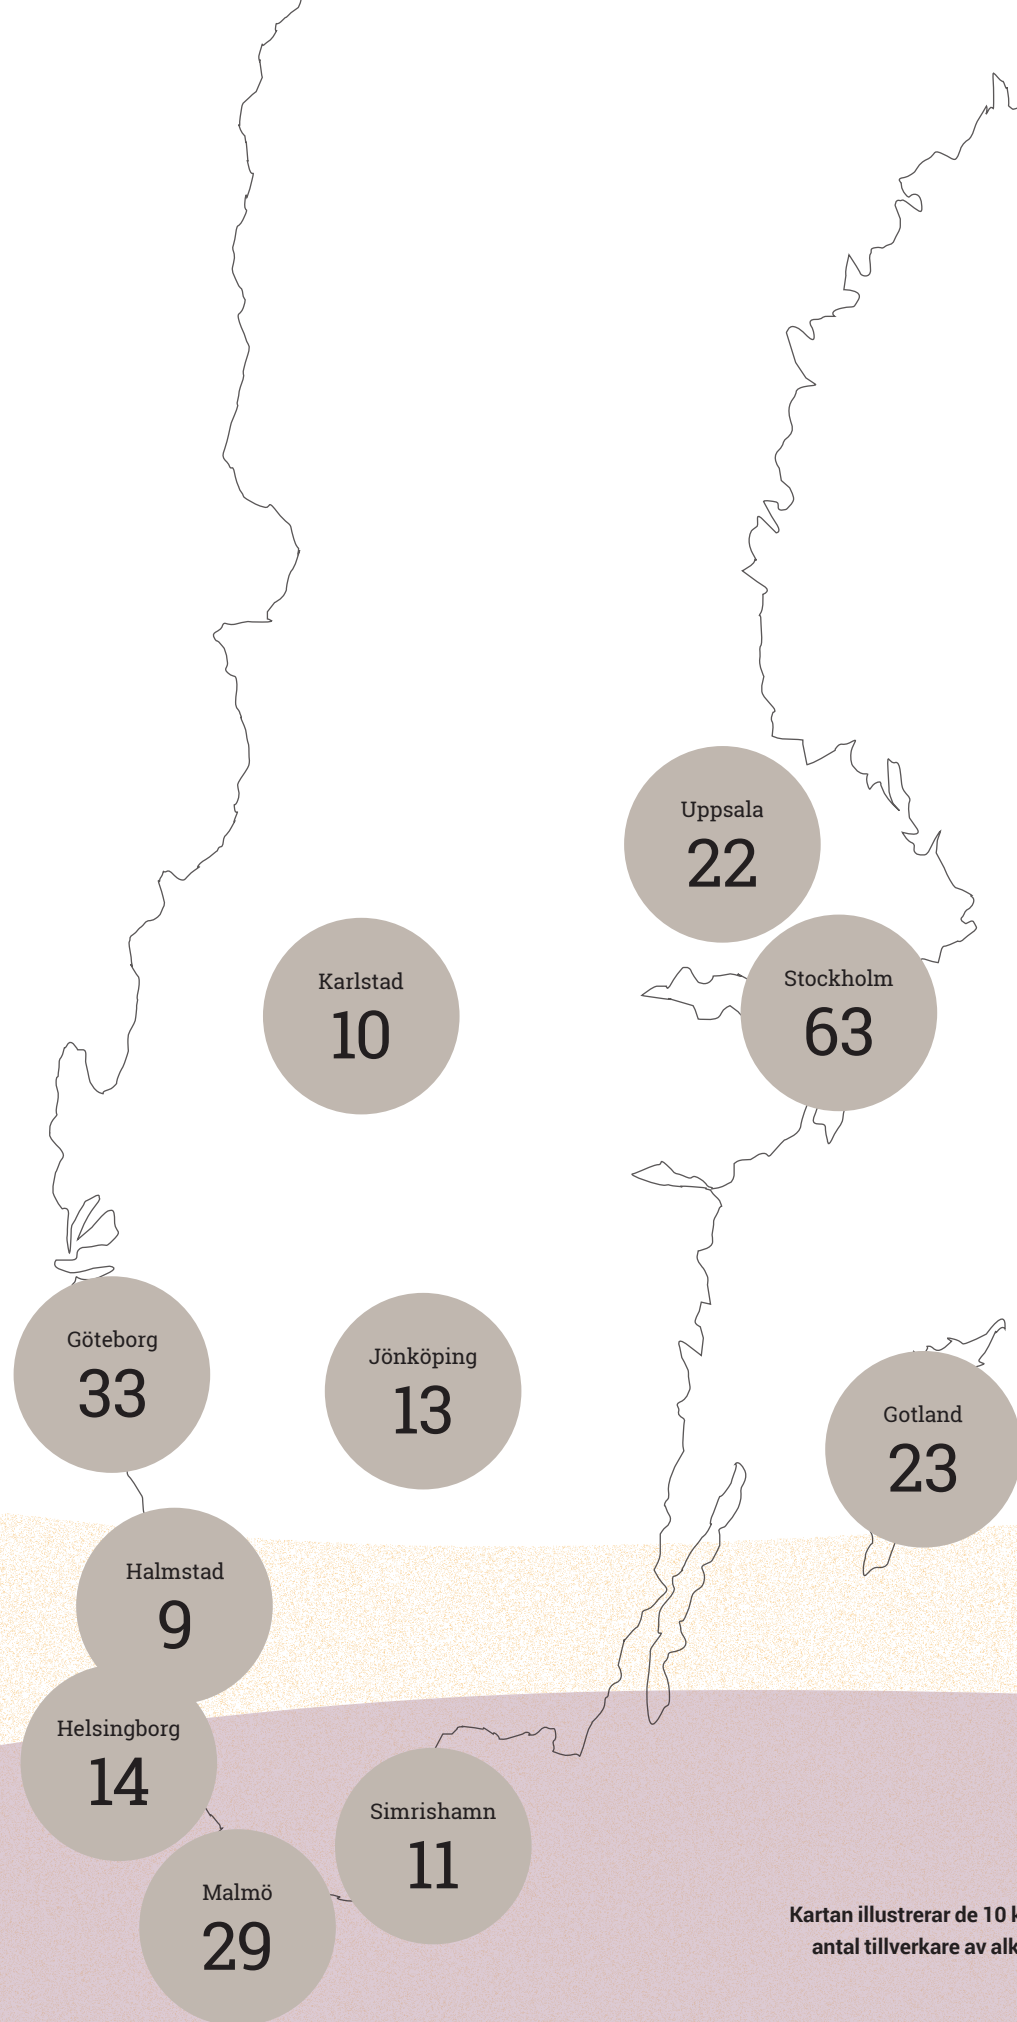 Uppsala
22
Stockholm
63
Karlstad
10
Göteborg
33
Jönköping
13
Gotland
23
Halmstad
9
Helsingborg
14
Simrishamn
11
Malmö
29
Kartan illustrerar de 10
antal tillverkare av